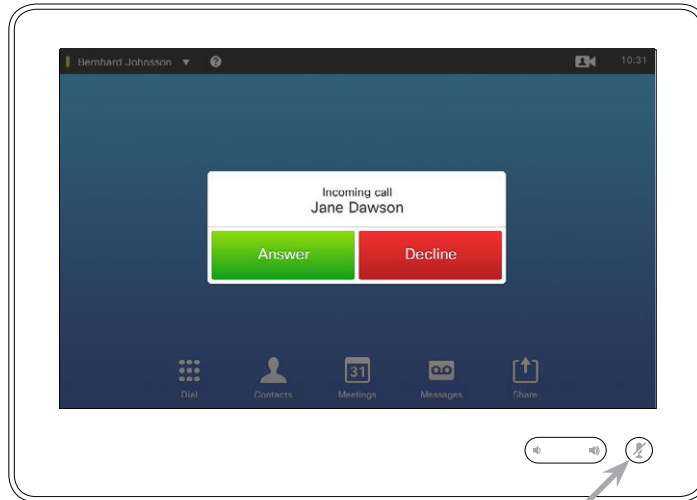 Bernhard Johnsson
10:31
Incoming call
Jane Dawson
Answer Decline
31
Dial Contacts Meetings Messages Share